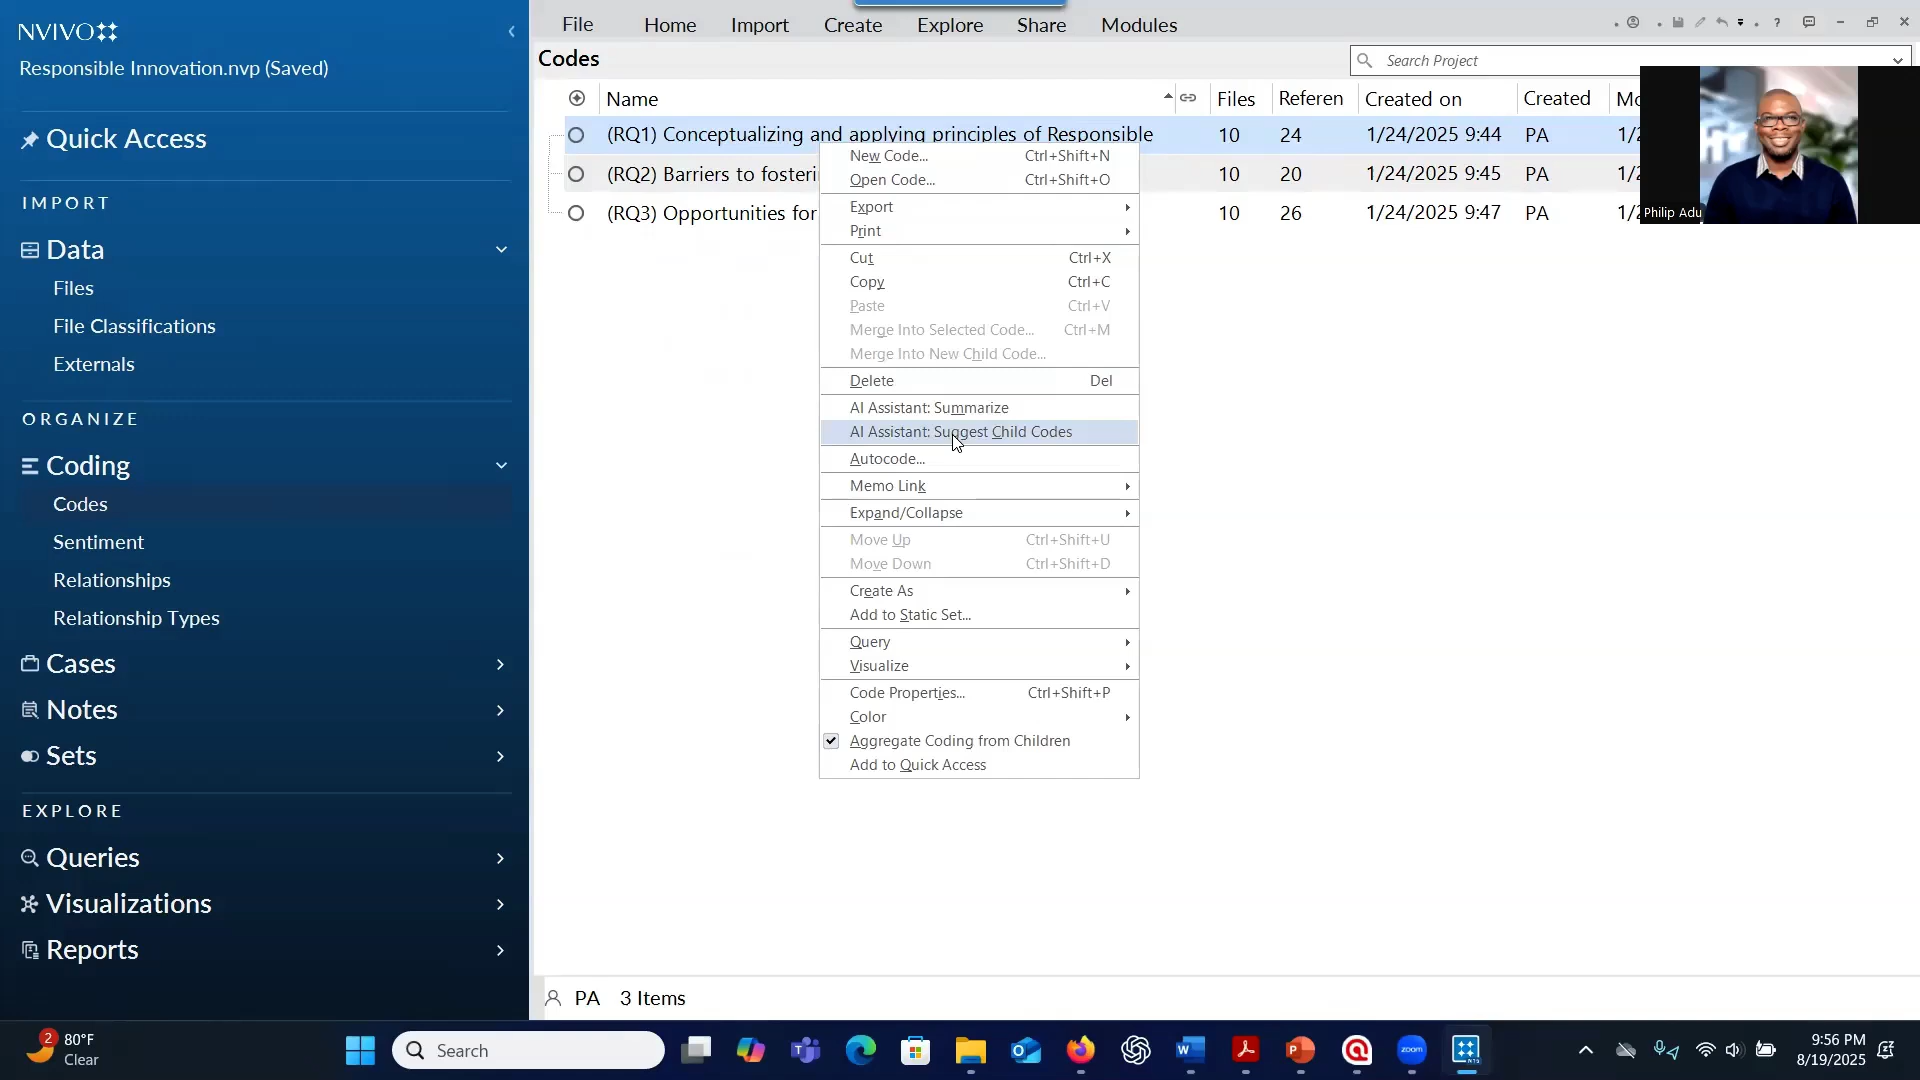 NVIVO
Responsible Innovation.nvp (Saved)
Quick Access
IMPORT
Data
Files
File Classifications
Externals
ORGANIZE
Coding
Codes
Sentiment
Relationships
Relationship Types
Cases
Notes
Sets
EXPLORE
Queries
Visualizations
Reports
File Home Import Create Explore Share Modules
Codes
Search Project
Name Files Referen Created on Created Mo
(RQ1) Conceptualizing and applying principles of Responsible 10 24 1/24/2025 9:44 PA 1/2
(RQ2) Barriers to fosteri 10 20 1/24/2025 9:45 PA 1/2
(RQ3) Opportunities for 10 26 1/24/2025 9:47 PA 1/2
Philip Adu
New Code... Ctrl+Shift+N
Open Code... Ctrl+Shift+O
Export
Print
Cut Ctrl+X
Copy Ctrl+C
Paste Ctrl+V
Merge Into Selected Code... Ctrl+M
Merge Into New Child Code...
Delete Del
AI Assistant: Summarize
AI Assistant: Suggest Child Codes
Autocode...
Memo Link
Expand/Collapse
Move Up Ctrl+Shift+U
Move Down Ctrl+Shift+D
Create As
Add to Static Set...
Query
Visualize
Code Properties... Ctrl+Shift+P
Color
Aggregate Coding from Children
Add to Quick Access
PA 3 Items
2
80°F
Clear
Search
zoom
9:56 PM
8/19/2025